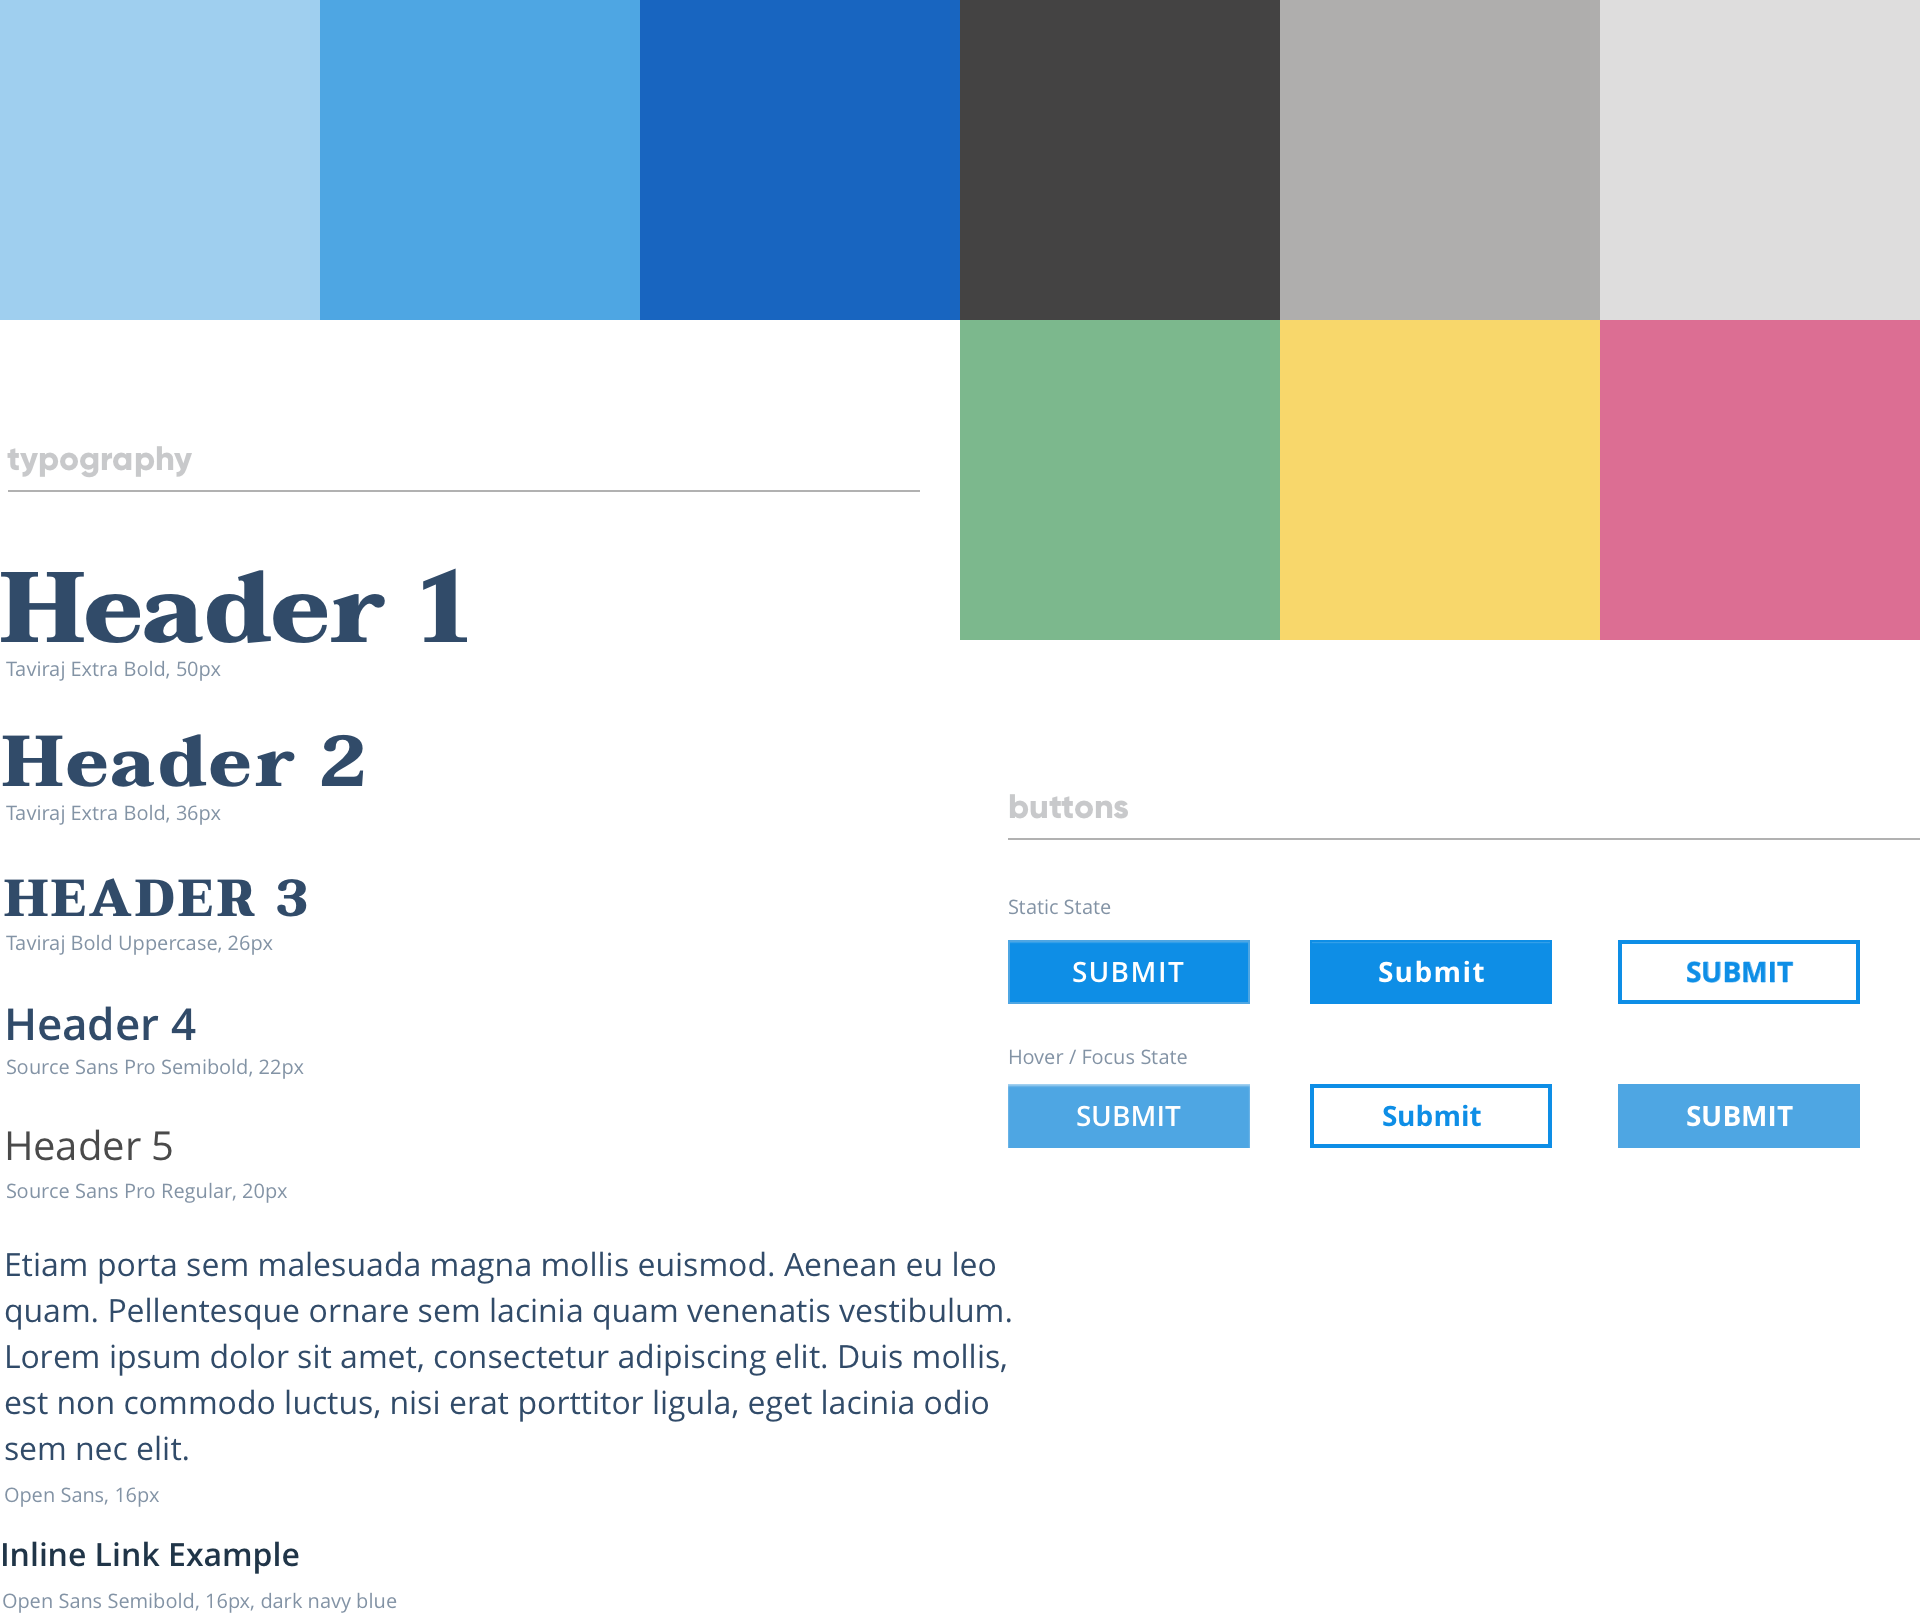 typography
Header 1
Taviraj Extra Bold, 50px
Header 2
Taviraj Extra Bold, 36px
HEADER 3
Taviraj Bold Uppercase, 26px
Header 4
Source Sans Pro Semibold, 22px
Header 5
Source Sans Pro Regular, 20px
Etiam porta sem malesuada magna mollis euismod. Aenean eu leo
quam. Pellentesque ornare sem lacinia quam venenatis vestibulum.
Lorem ipsum dolor sit amet, consectetur adipiscing elit. Duis mollis,
est non commodo luctus, nisi erat porttitor ligula, eget lacinia odio
sem nec elit.
Open Sans, 16px
Inline Link Example
Open Sans Semibold, 16px, dark navy blue
buttons
Static State
SUBMIT Submit SUBMIT
Hover / Focus State
SUBMIT Submit SUBMIT